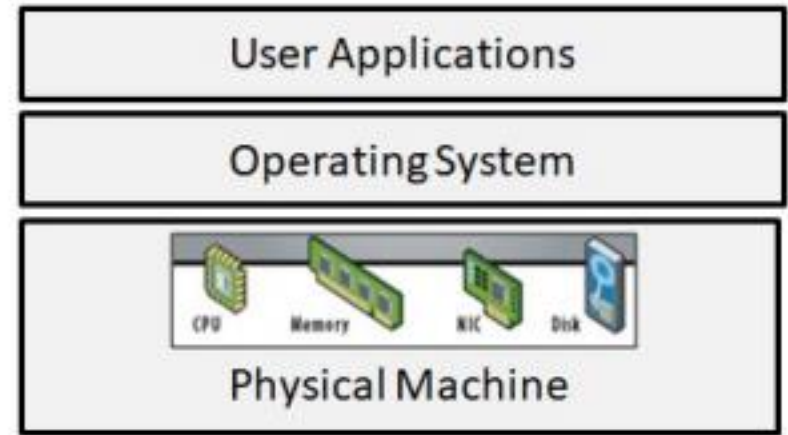 User Applications
Operating System
CPU Memory NIC Disk
Physical Machine